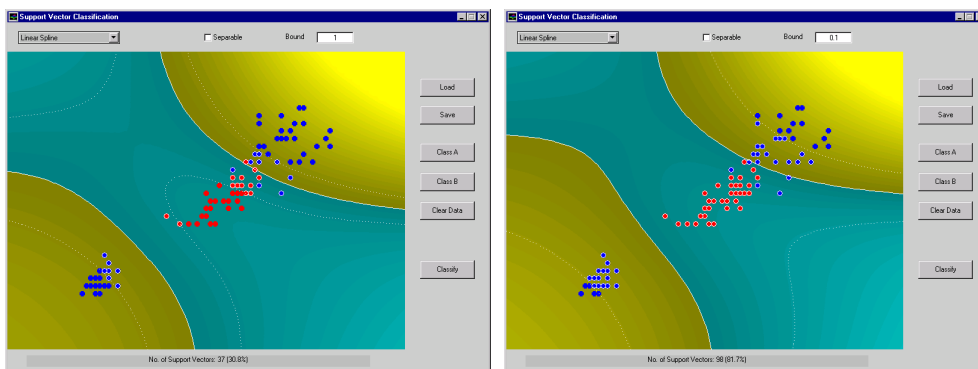 Support Vector Classification
Linear Spline
Separable
Bound
1
Load
Save
Class A
Class B
Clear Data
Classify
No. of Support Vectors: 37 (30.8%)
Support Vector Classification
Linear Spline
Separable
Bound
0.1
Load
Save
Class A
Class B
Clear Data
Classify
No. of Support Vectors: 98 (81.7%)